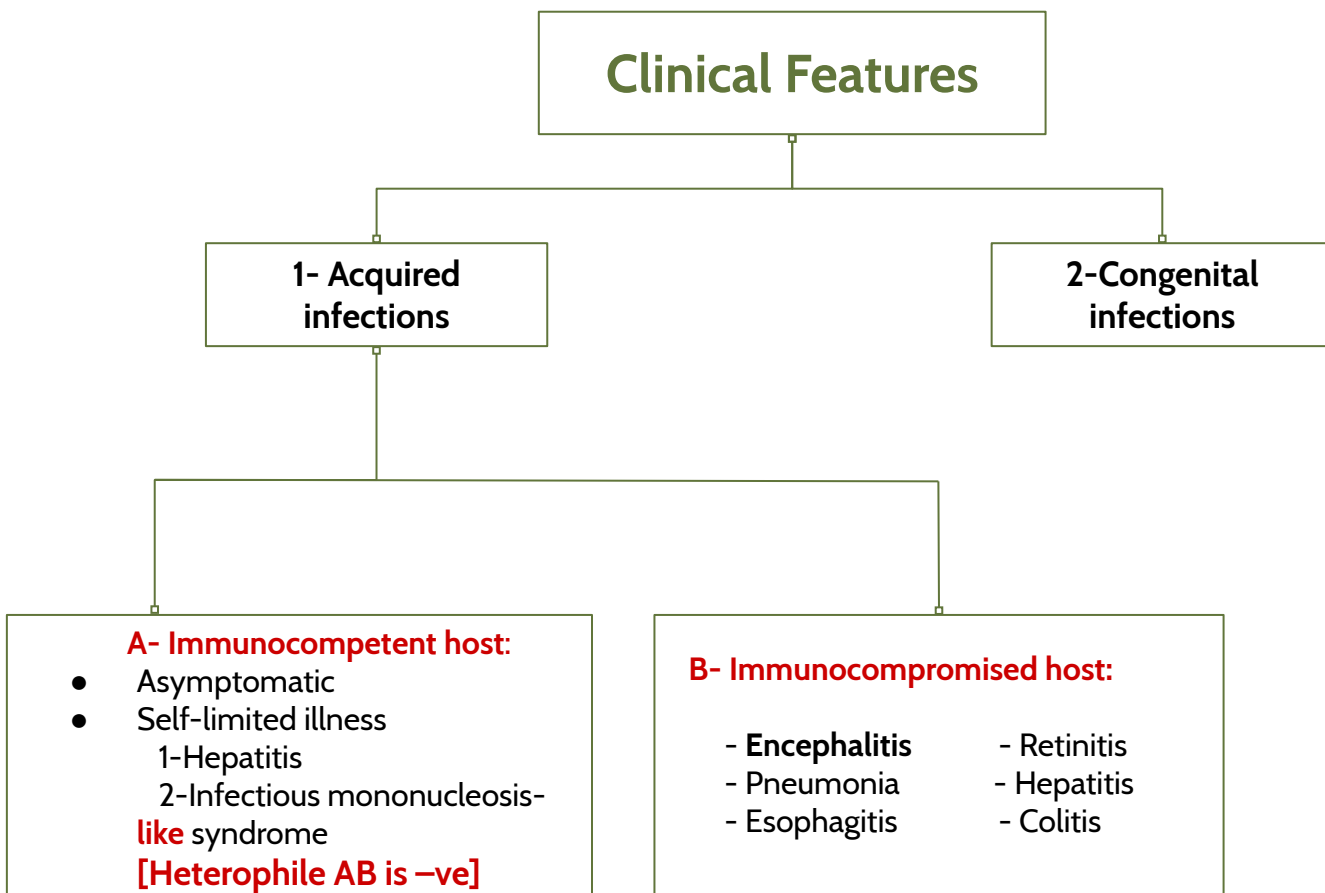 Clinical Features
1- Acquired
infections
2-Congenital
infections
A- Immunocompetent host:
● Asymptomatic
● Self-limited illness
1-Hepatitis
2-Infectious mononucleosis-
like syndrome
[Heterophile AB is –ve]
B- Immunocompromised host:
- Encephalitis - Retinitis
- Pneumonia - Hepatitis
- Esophagitis - Colitis